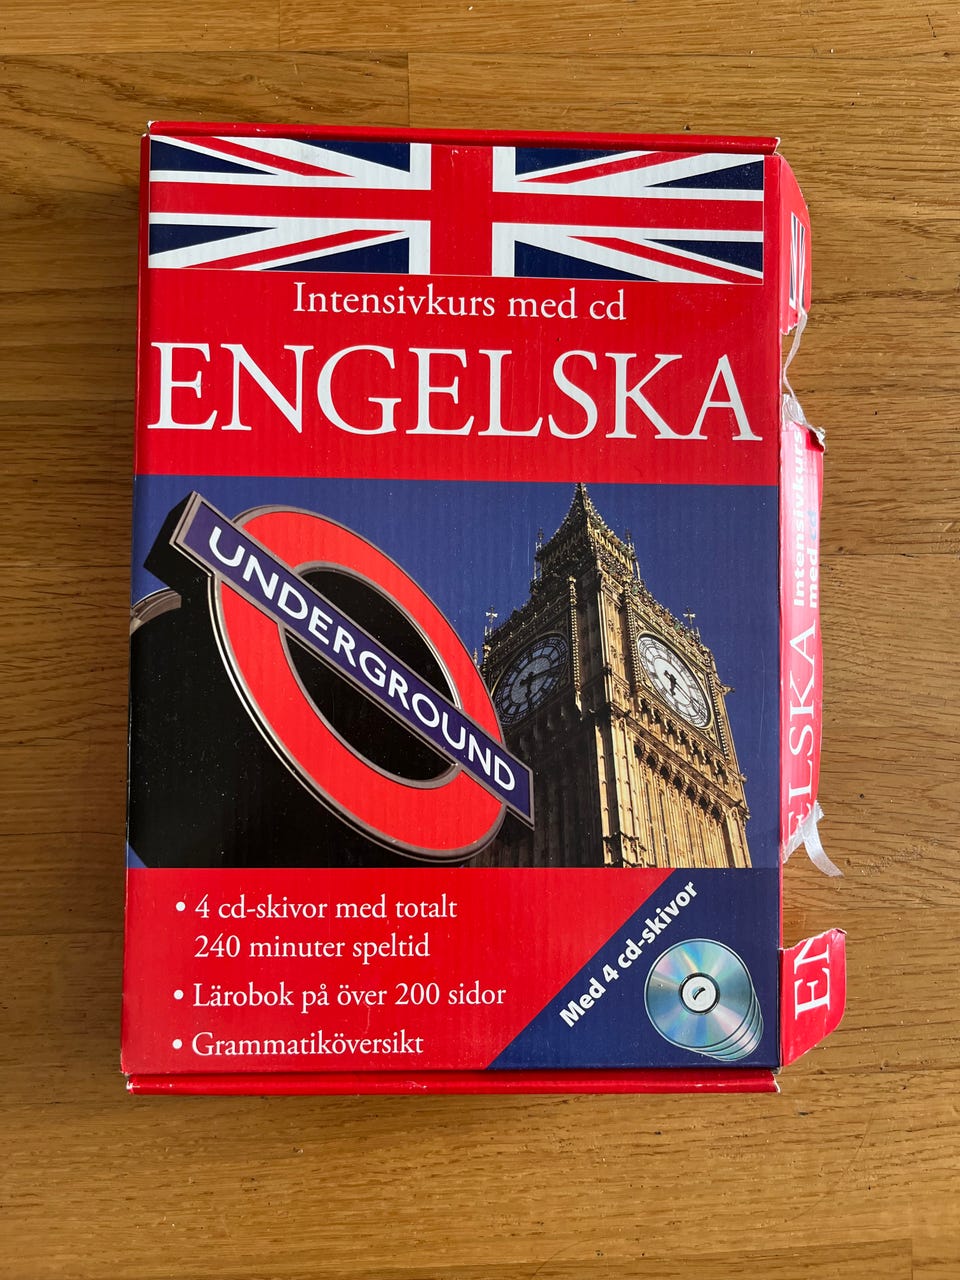 Intensivkurs med cd
ENGELSKA
UNDERGROUND
• 4 cd-skivor med totalt
240 minuter speltid
• Lärobok på över 200 sidor
• Grammatiköversikt
Med 4 cd-skivor
Intensivkurs
med cd
ELSKA
EN